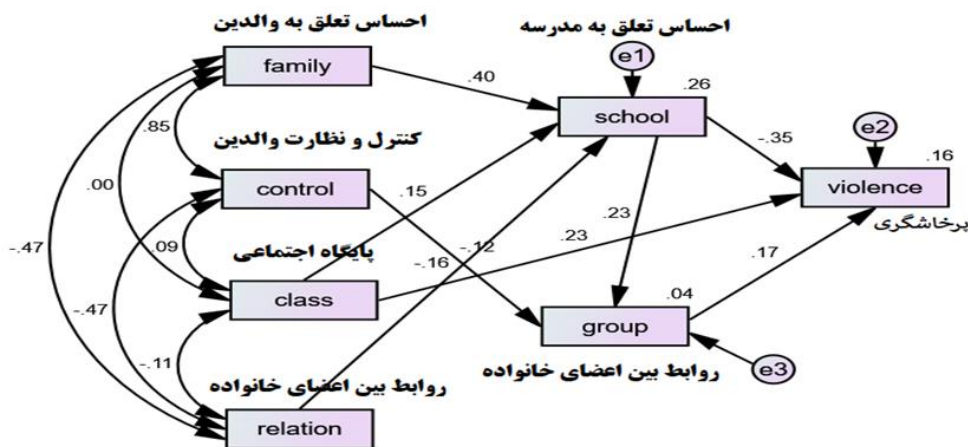 احساس تعلق به والدین
احساس تعلق به مدرسه
family
e1
.40
.26
school
e2
.85
کنترل و نظارت والدین
-.35
.16
control
violence
.00
.15
پرخاشگری
.23
-.47
.09
پایگاه اجتماعی
-.12
.23
-.16
.17
class
-.47
.04
group
-.11
روابط بین اعضای خانواده
روابط بین اعضای خانواده
e3
relation